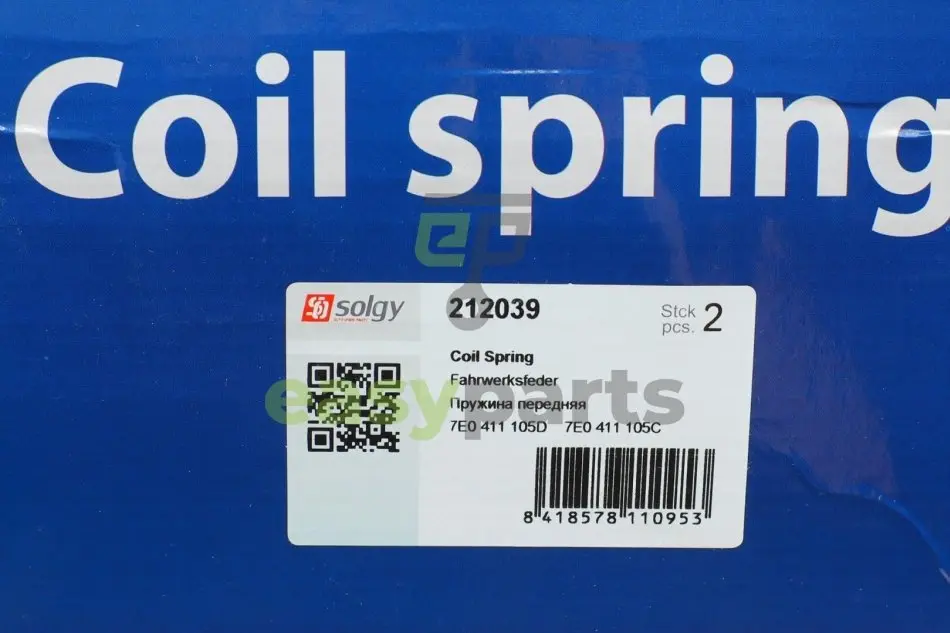 Coil spring
solgy
212039
Stck
pcs. 2
Coil Spring
Fahrwerksfeder
Пружина передняя
7E0 411 105D 7E0 411 105C
8 418578 110953
easyparts